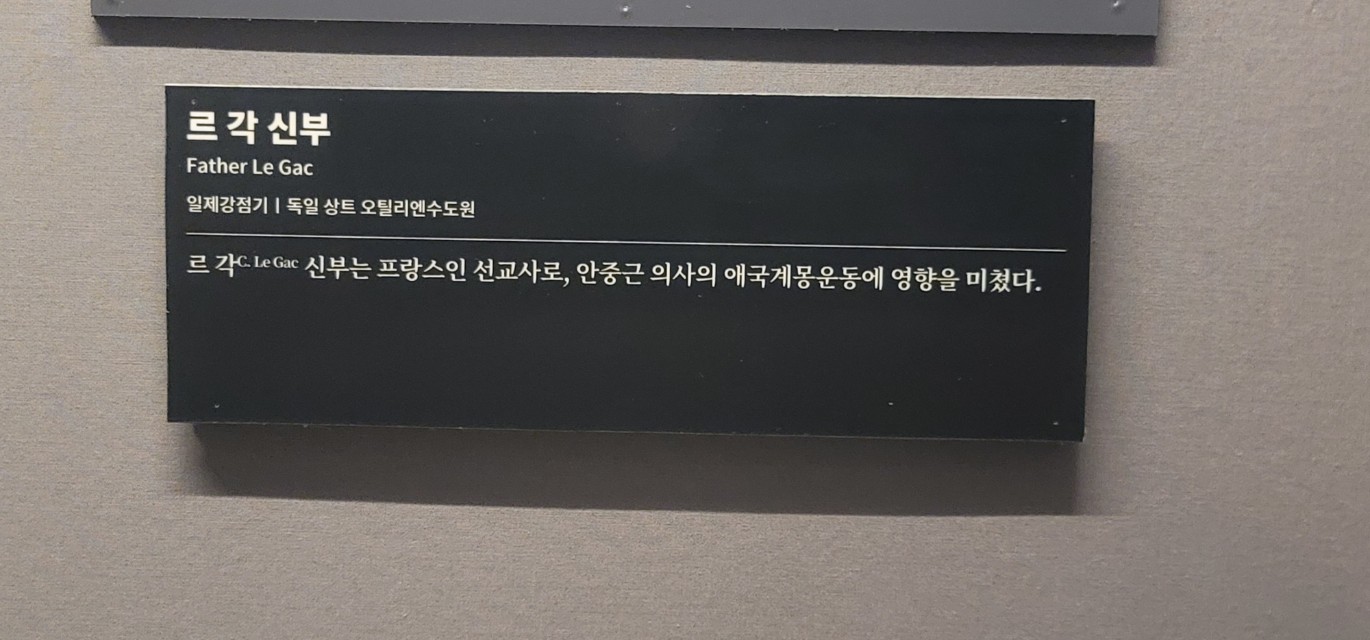 르 각 신부
Father Le Gac
일제강점기 | 독일 상트 오틸리엔수도원
르 각C. Le Gac 신부는 프랑스인 선교사로, 안중근 의사의 애국계몽운동에 영향을 미쳤다.